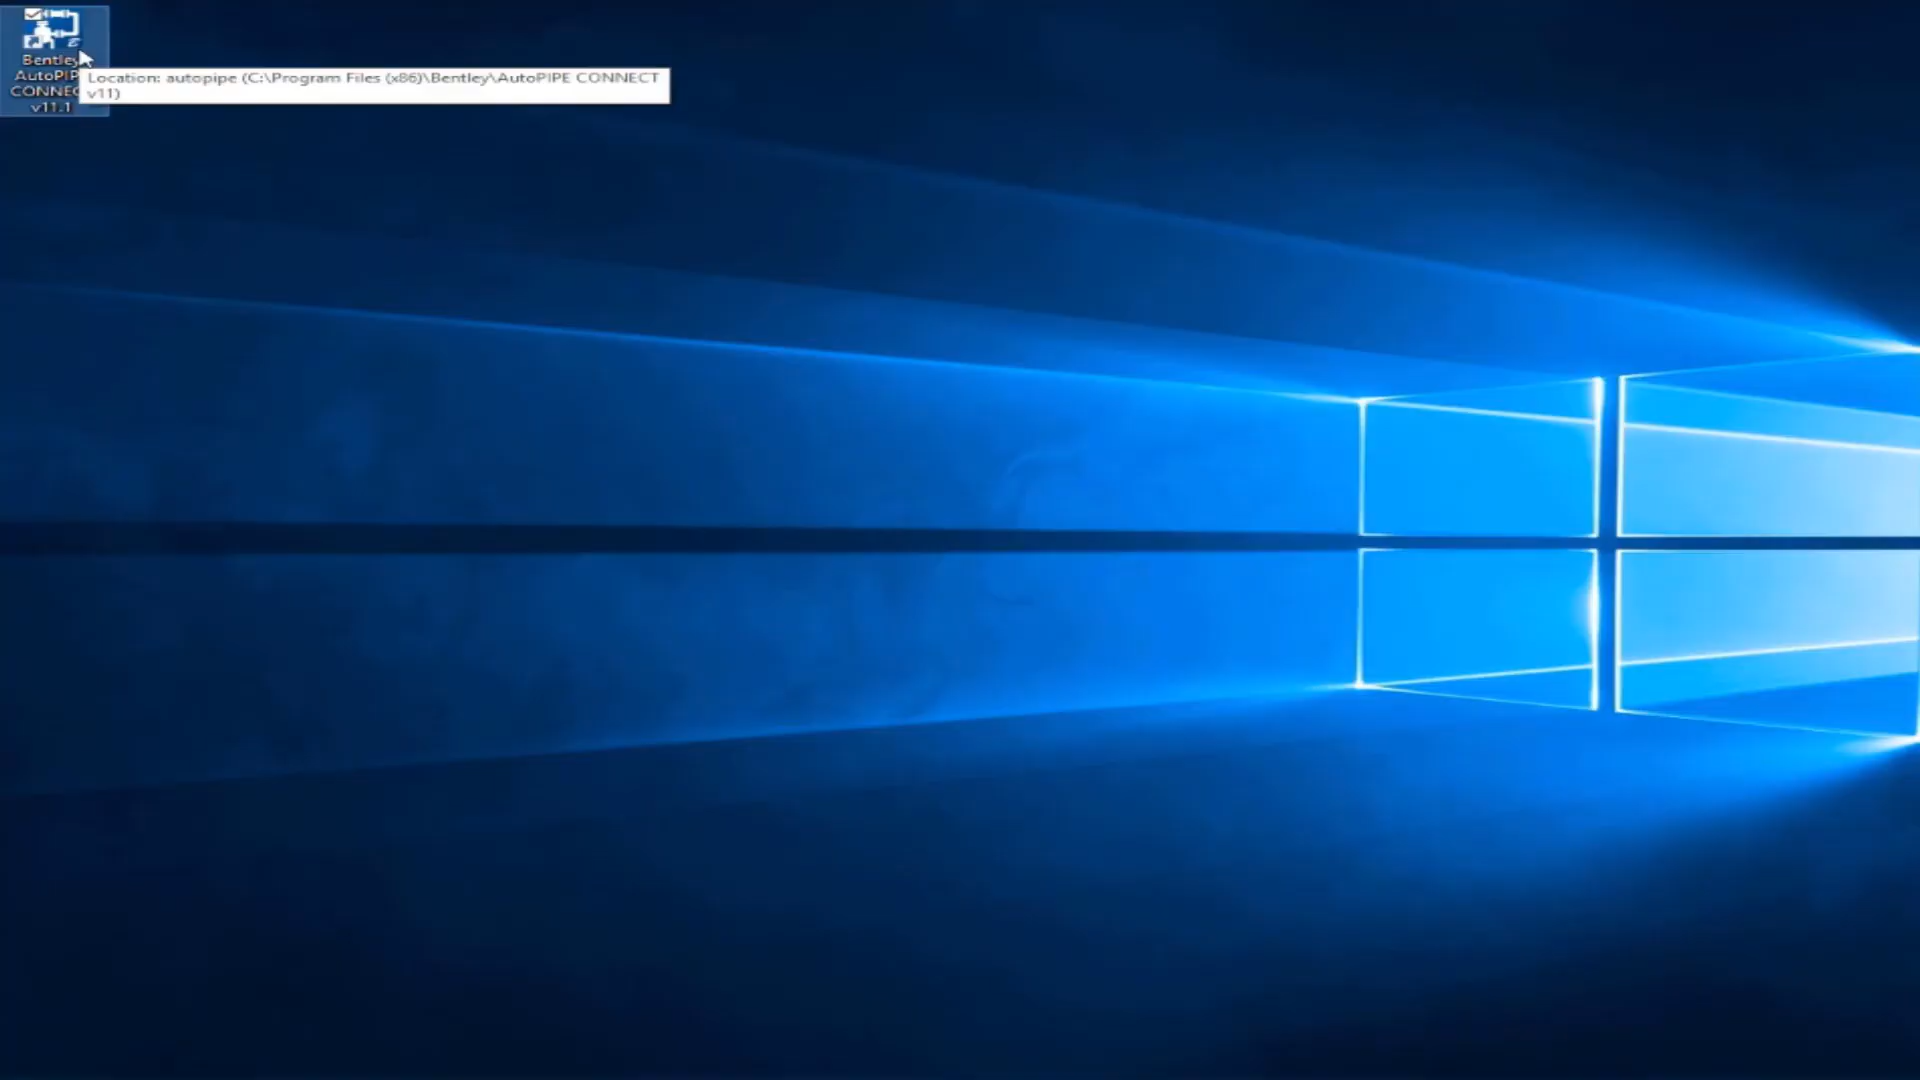 Bentley
AutoPIP
CONNEC
v11.1
Location: autopipe (C:\Program Files (x86)\Bentley\AutoPIPE CONNECT
v11)